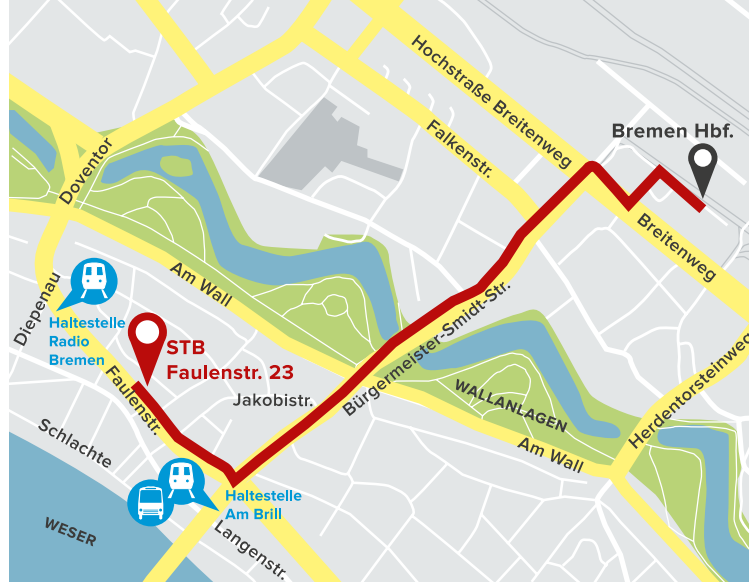 Hochstraße Breitenweg
Bremen Hbf.
Falkenstr.
Doventor
Breitenweg
Am Wall
Diepenau
Haltestelle
Radio
Bremen
STB
Faulenstr. 23
Bürgermeister-Smidt-Str.
Herdentorsteinweg
Faulenstr.
Jakobistr.
WALLANLAGEN
Am Wall
Schlachte
Haltestelle
Am Brill
WESER
Langenstr.